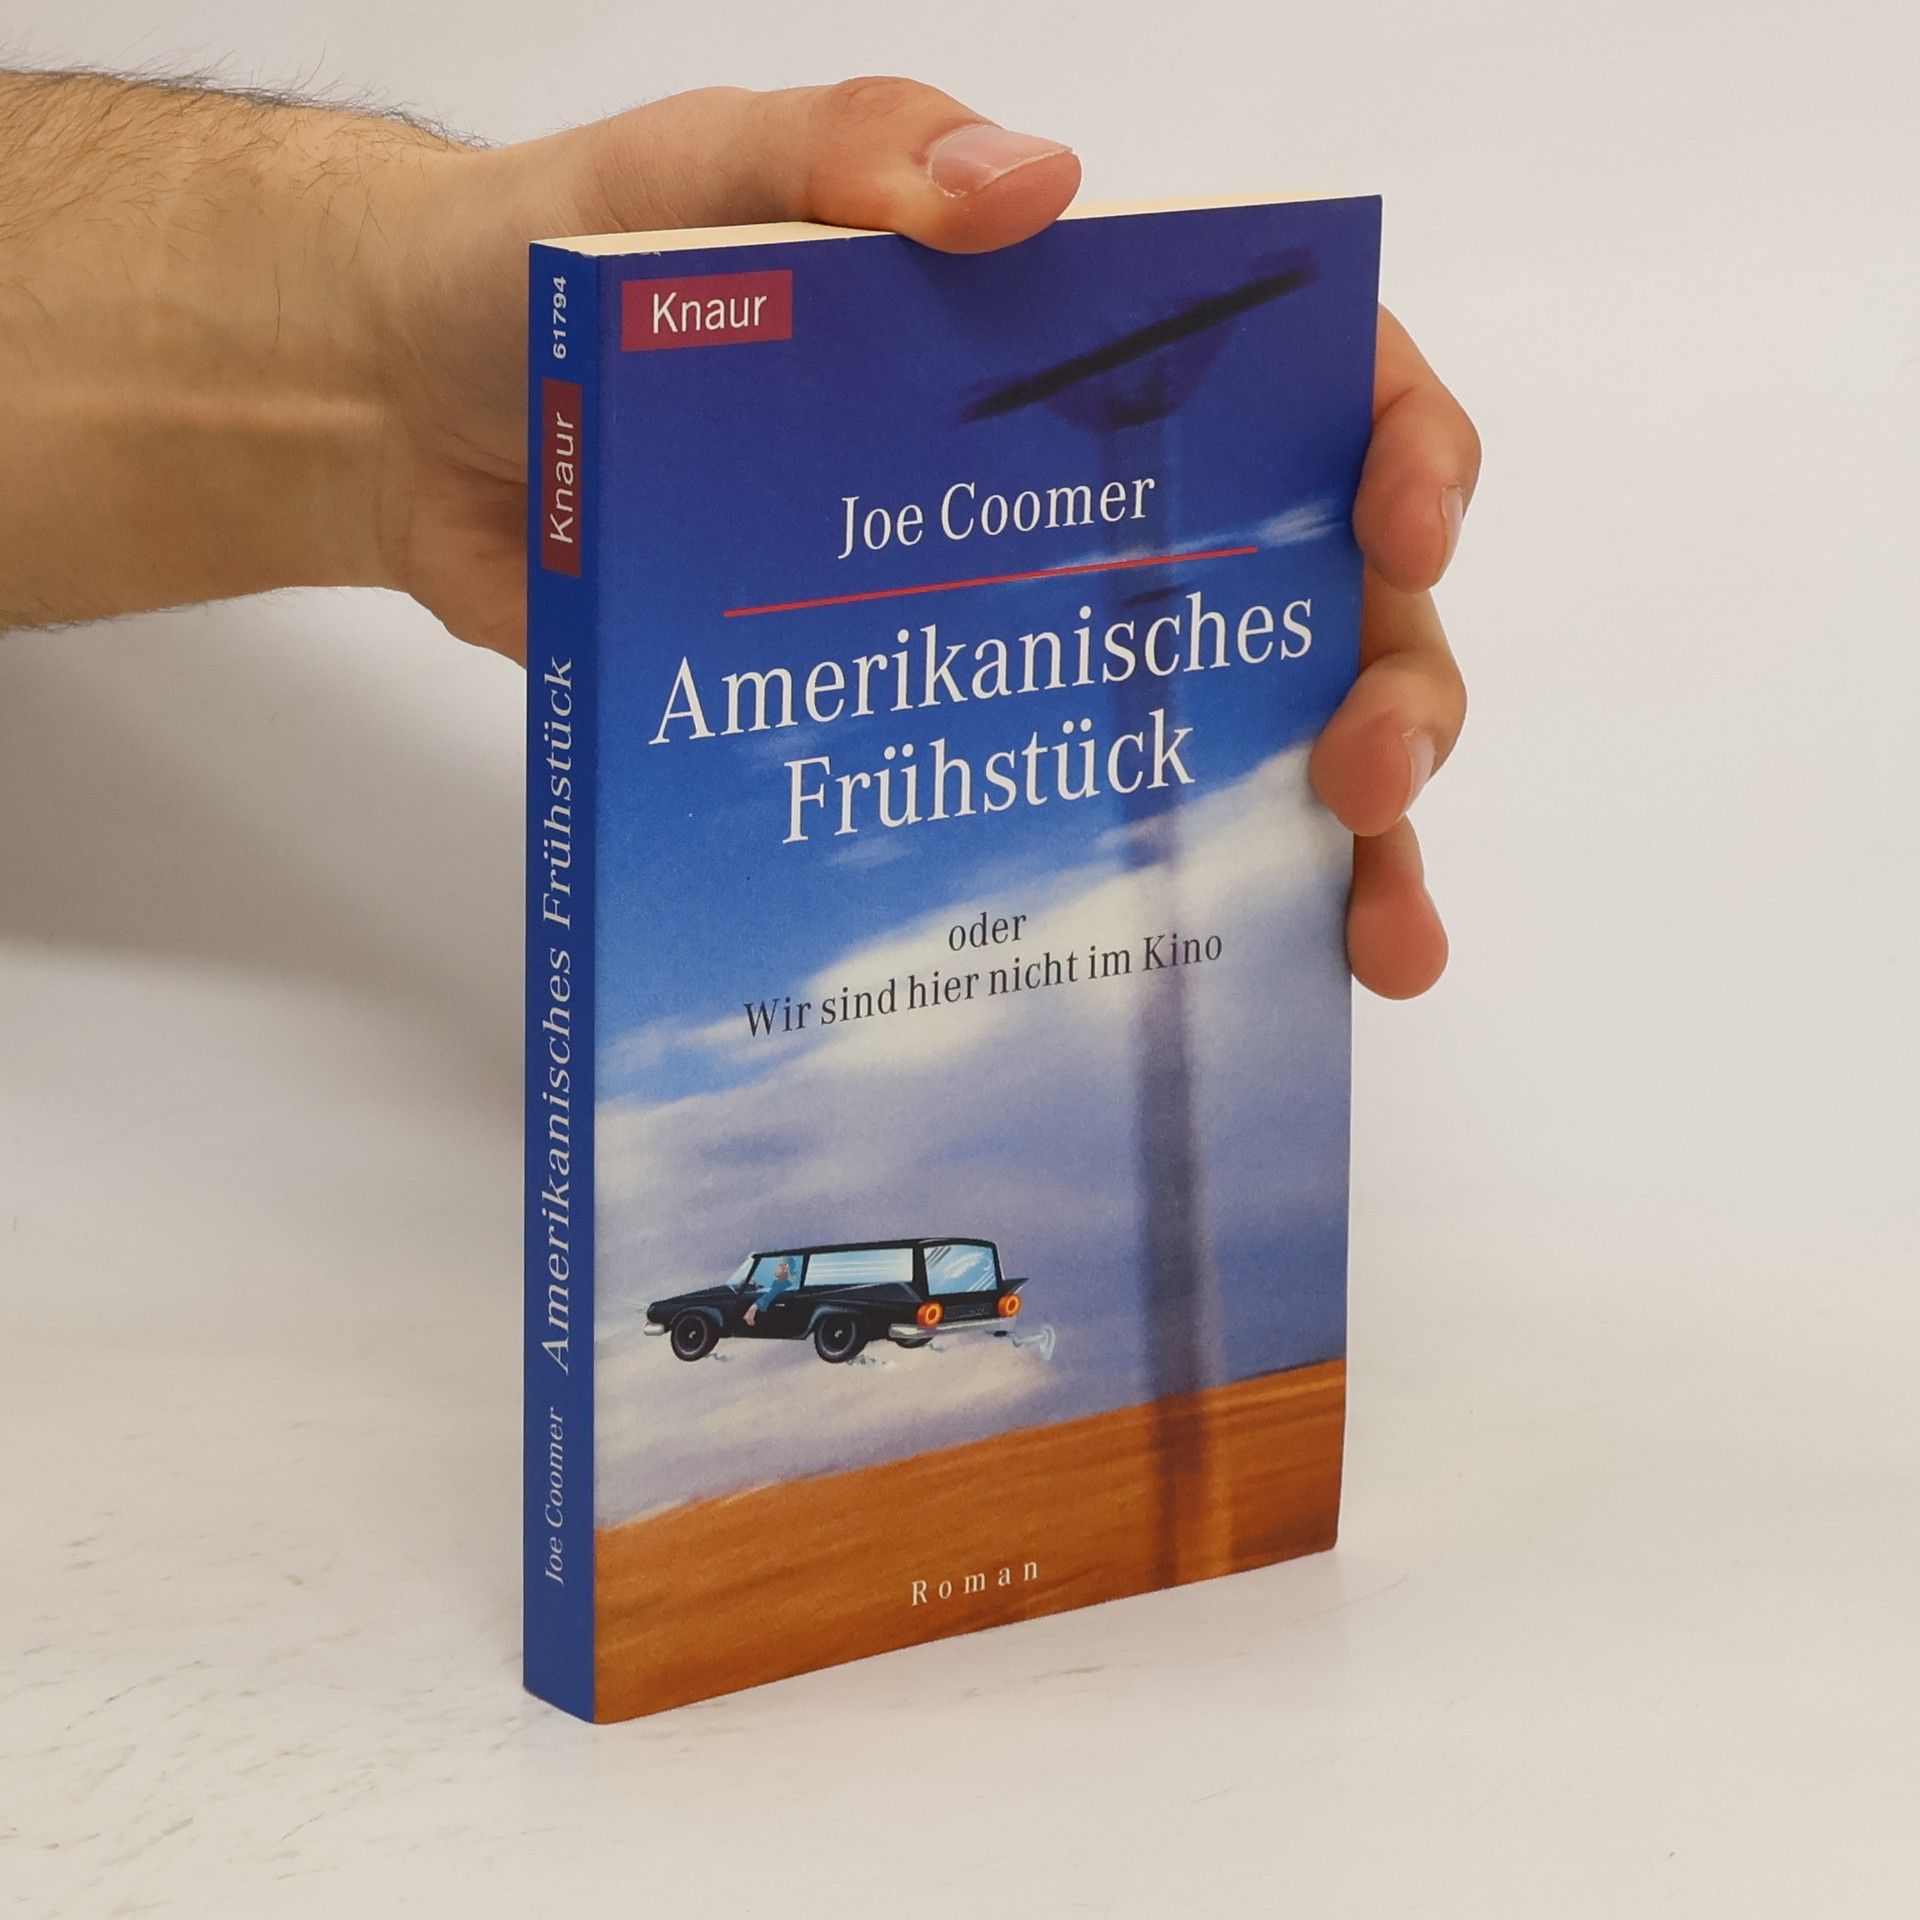 Knaur
Joe Coomer
Amerikanisches
Frühstück
oder
Wir sind hier nicht im Kino
Roman
Joe Coomer Amerikanisches Frühstück Knaur 61794